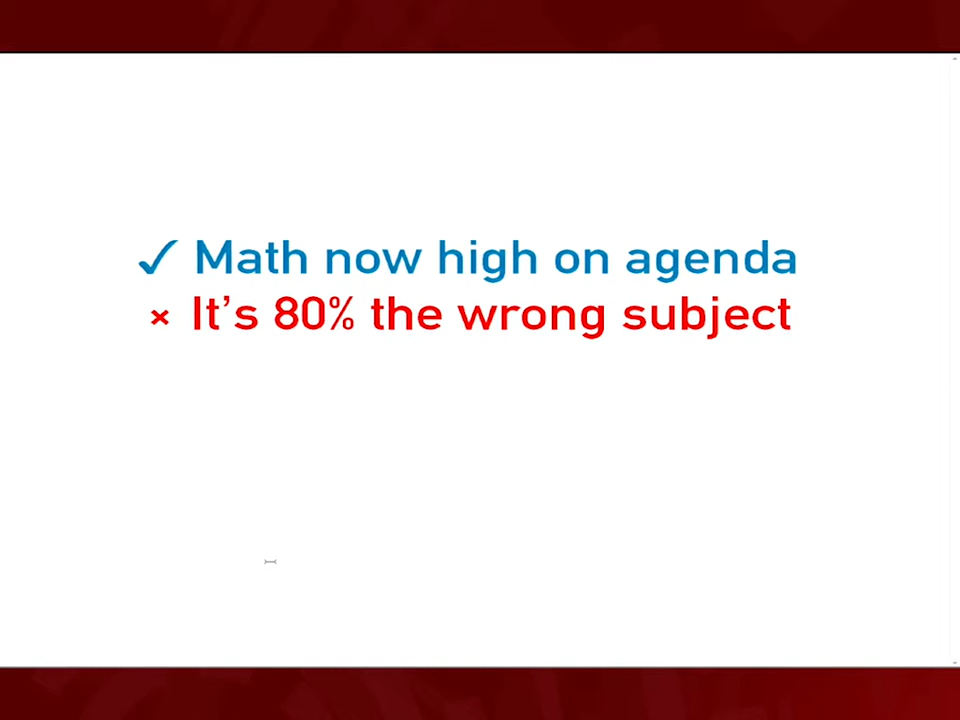 ✓ Math now high on agenda
× It's 80% the wrong subject